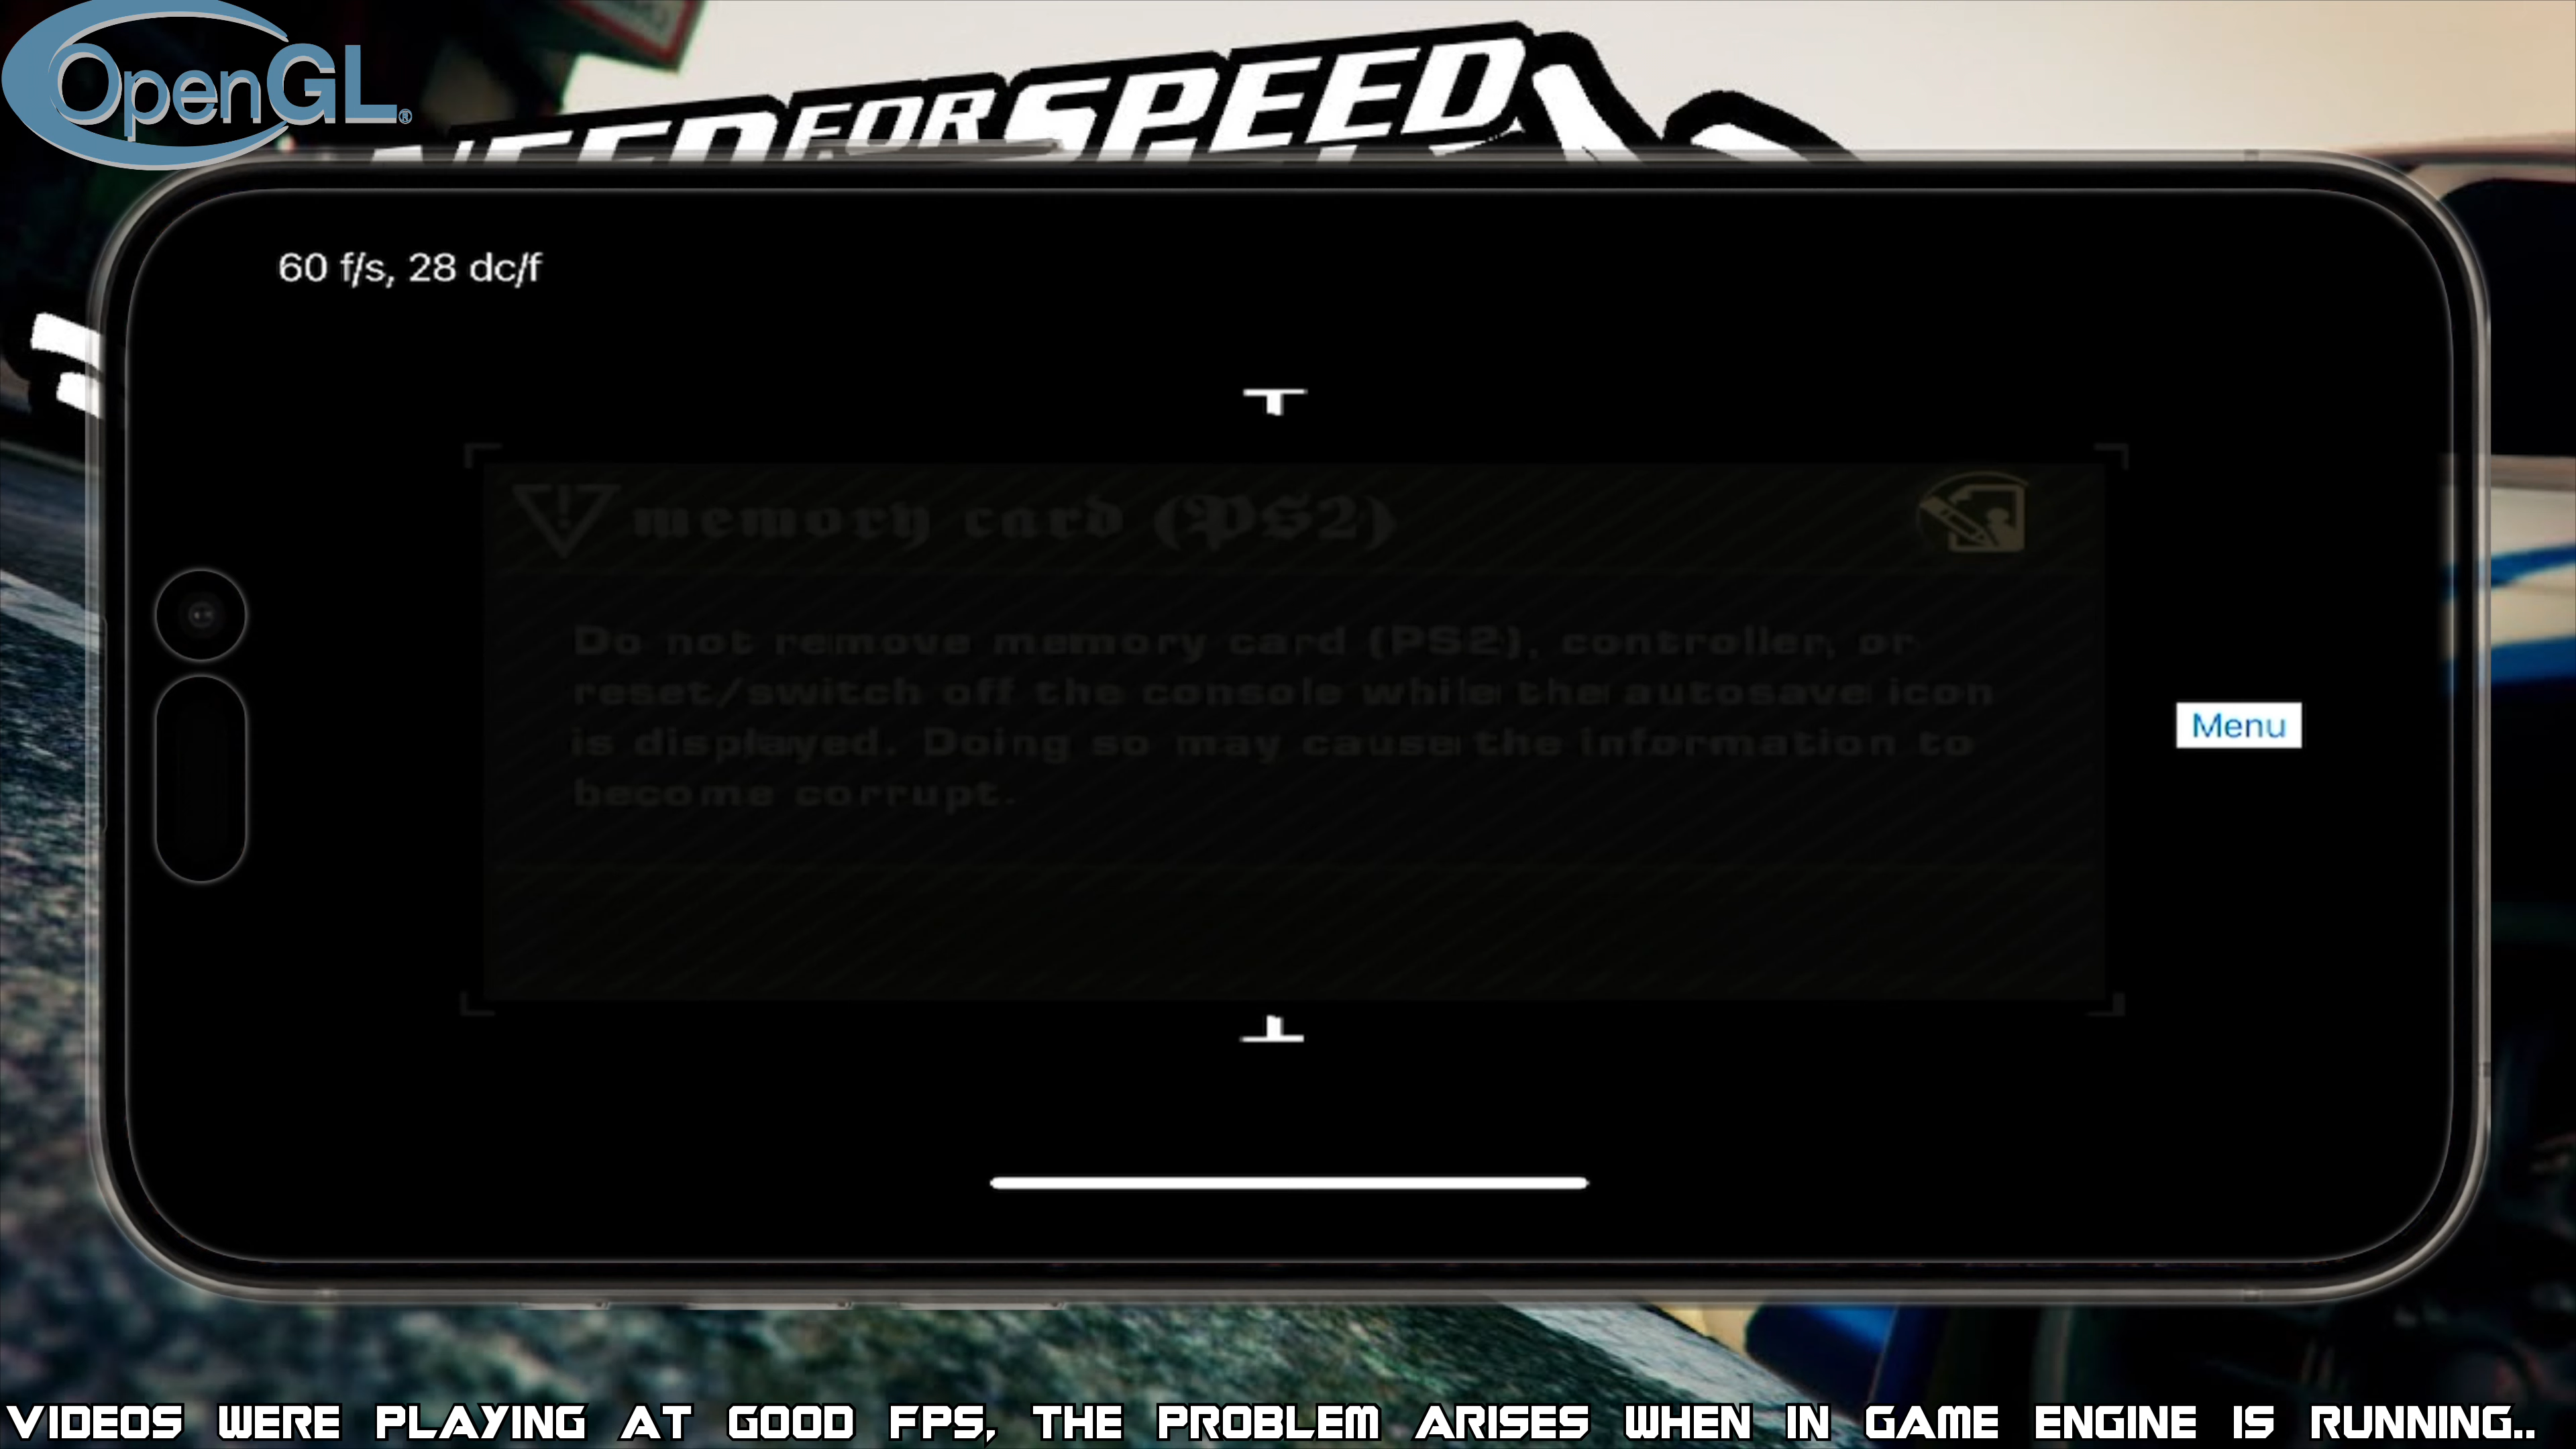 OpenGL®
NEED FOR SPEED
60 f/s, 28 dc/f
memory card (PS2)
Do not remove memory card (PS2), controller, or
reset/switch off the console while the autosave icon
is displayed. Doing so may cause the information to
become corrupt.
Menu
VIDEOS WERE PLAYING AT GOOD FPS, THE PROBLEM ARISES WHEN IN GAME ENGINE IS RUNNING..